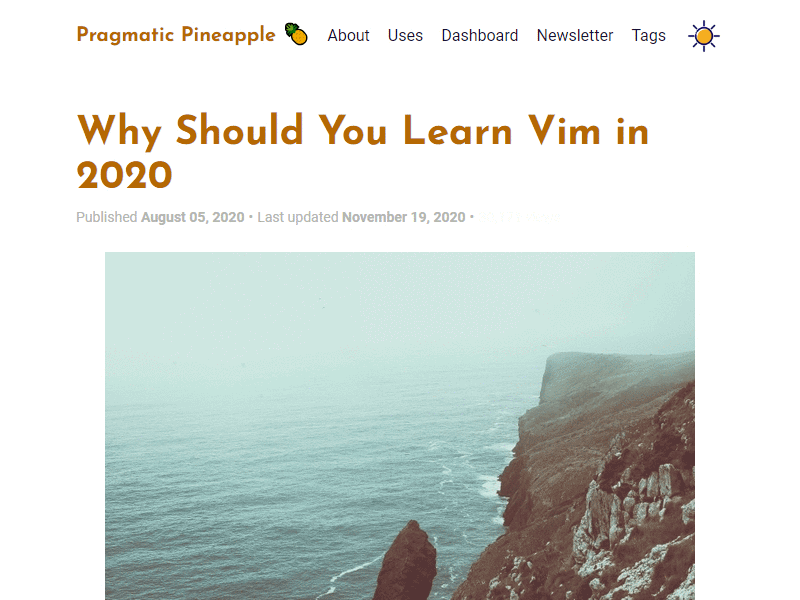 Pragmatic Pineapple About Uses Dashboard Newsletter Tags
Why Should You Learn Vim in
2020
Published August 05, 2020 • Last updated November 19, 2020 •